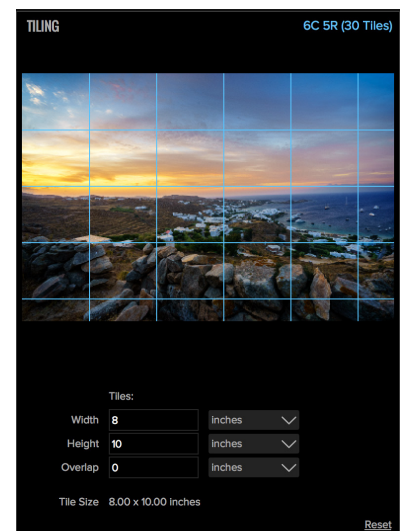 TILING 6C 5R (30 Tiles)
Tiles:
Width 8 inches
Height 10 inches
Overlap 0 inches
Tile Size 8.00 x 10.00 inches
Reset